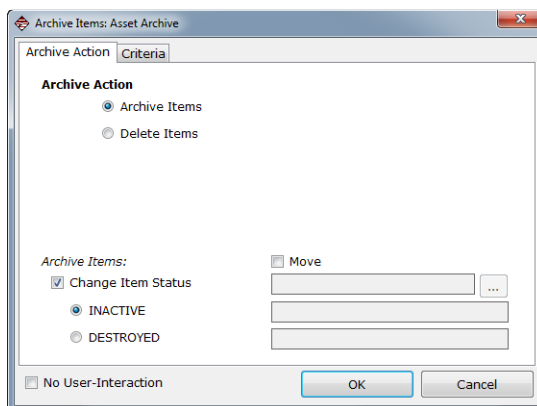 Archive Items: Asset Archive
Archive Action Criteria
Archive Action
Archive Items
Delete Items
Archive Items: Move
Change Item Status ...
INACTIVE
DESTROYED
No User-Interaction OK Cancel